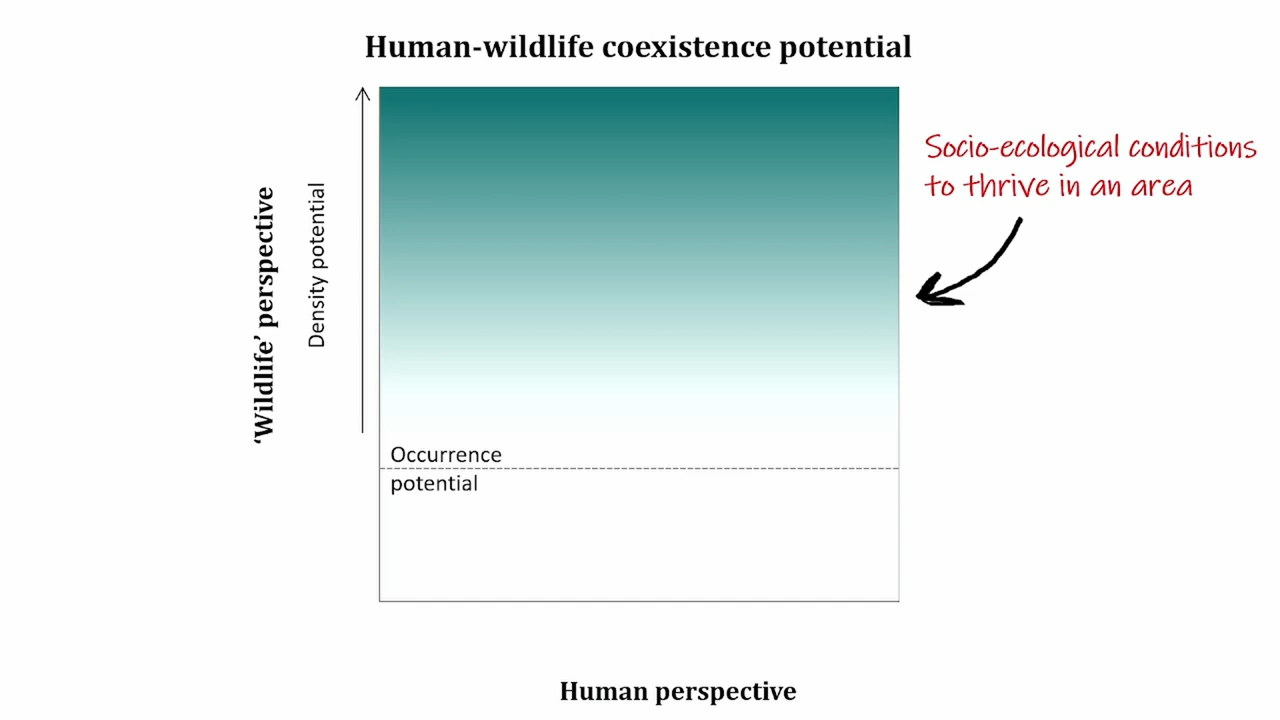 Human-wildlife coexistence potential
Socio-ecological conditions
to thrive in an area
‘Wildlife’ perspective
Density potential
Occurrence
potential
Human perspective